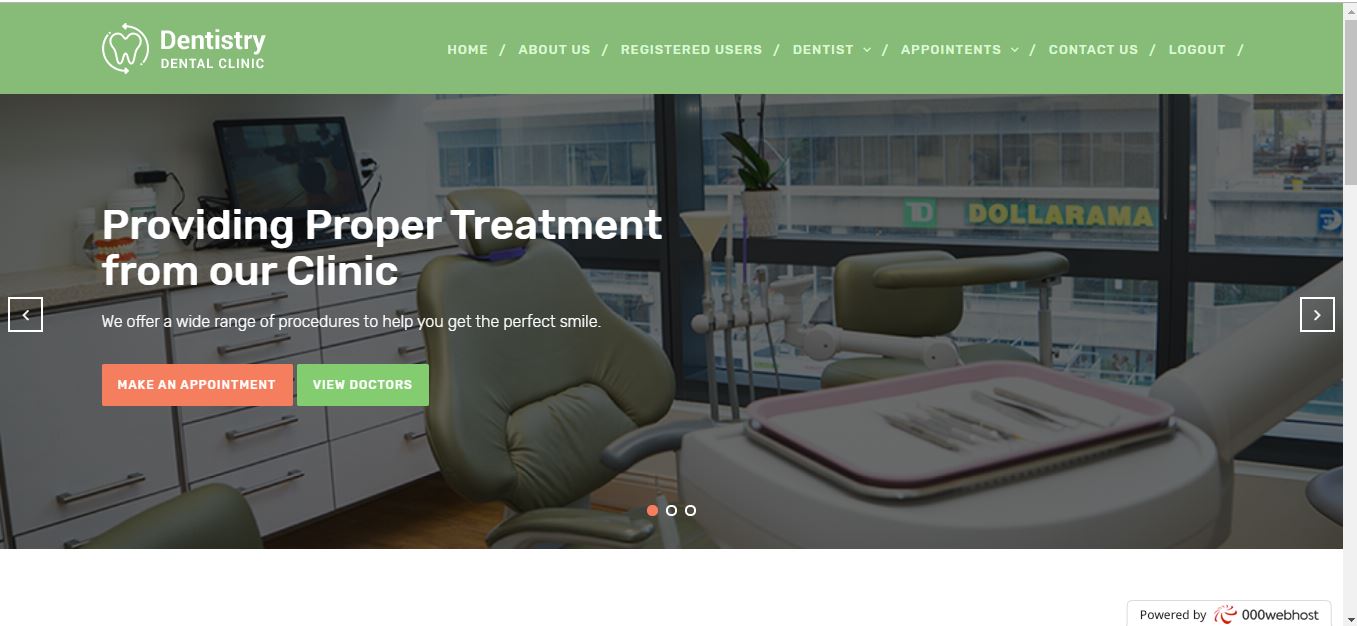 Dentistry
DENTAL CLINIC
HOME / ABOUT US / REGISTERED USERS / DENTIST / APPOINTENTS / CONTACT US / LOGOUT /
TD DOLLARAMA
Providing Proper Treatment
from our Clinic
We offer a wide range of procedures to help you get the perfect smile.
MAKE AN APPOINTMENT VIEW DOCTORS
Powered by 000webhost